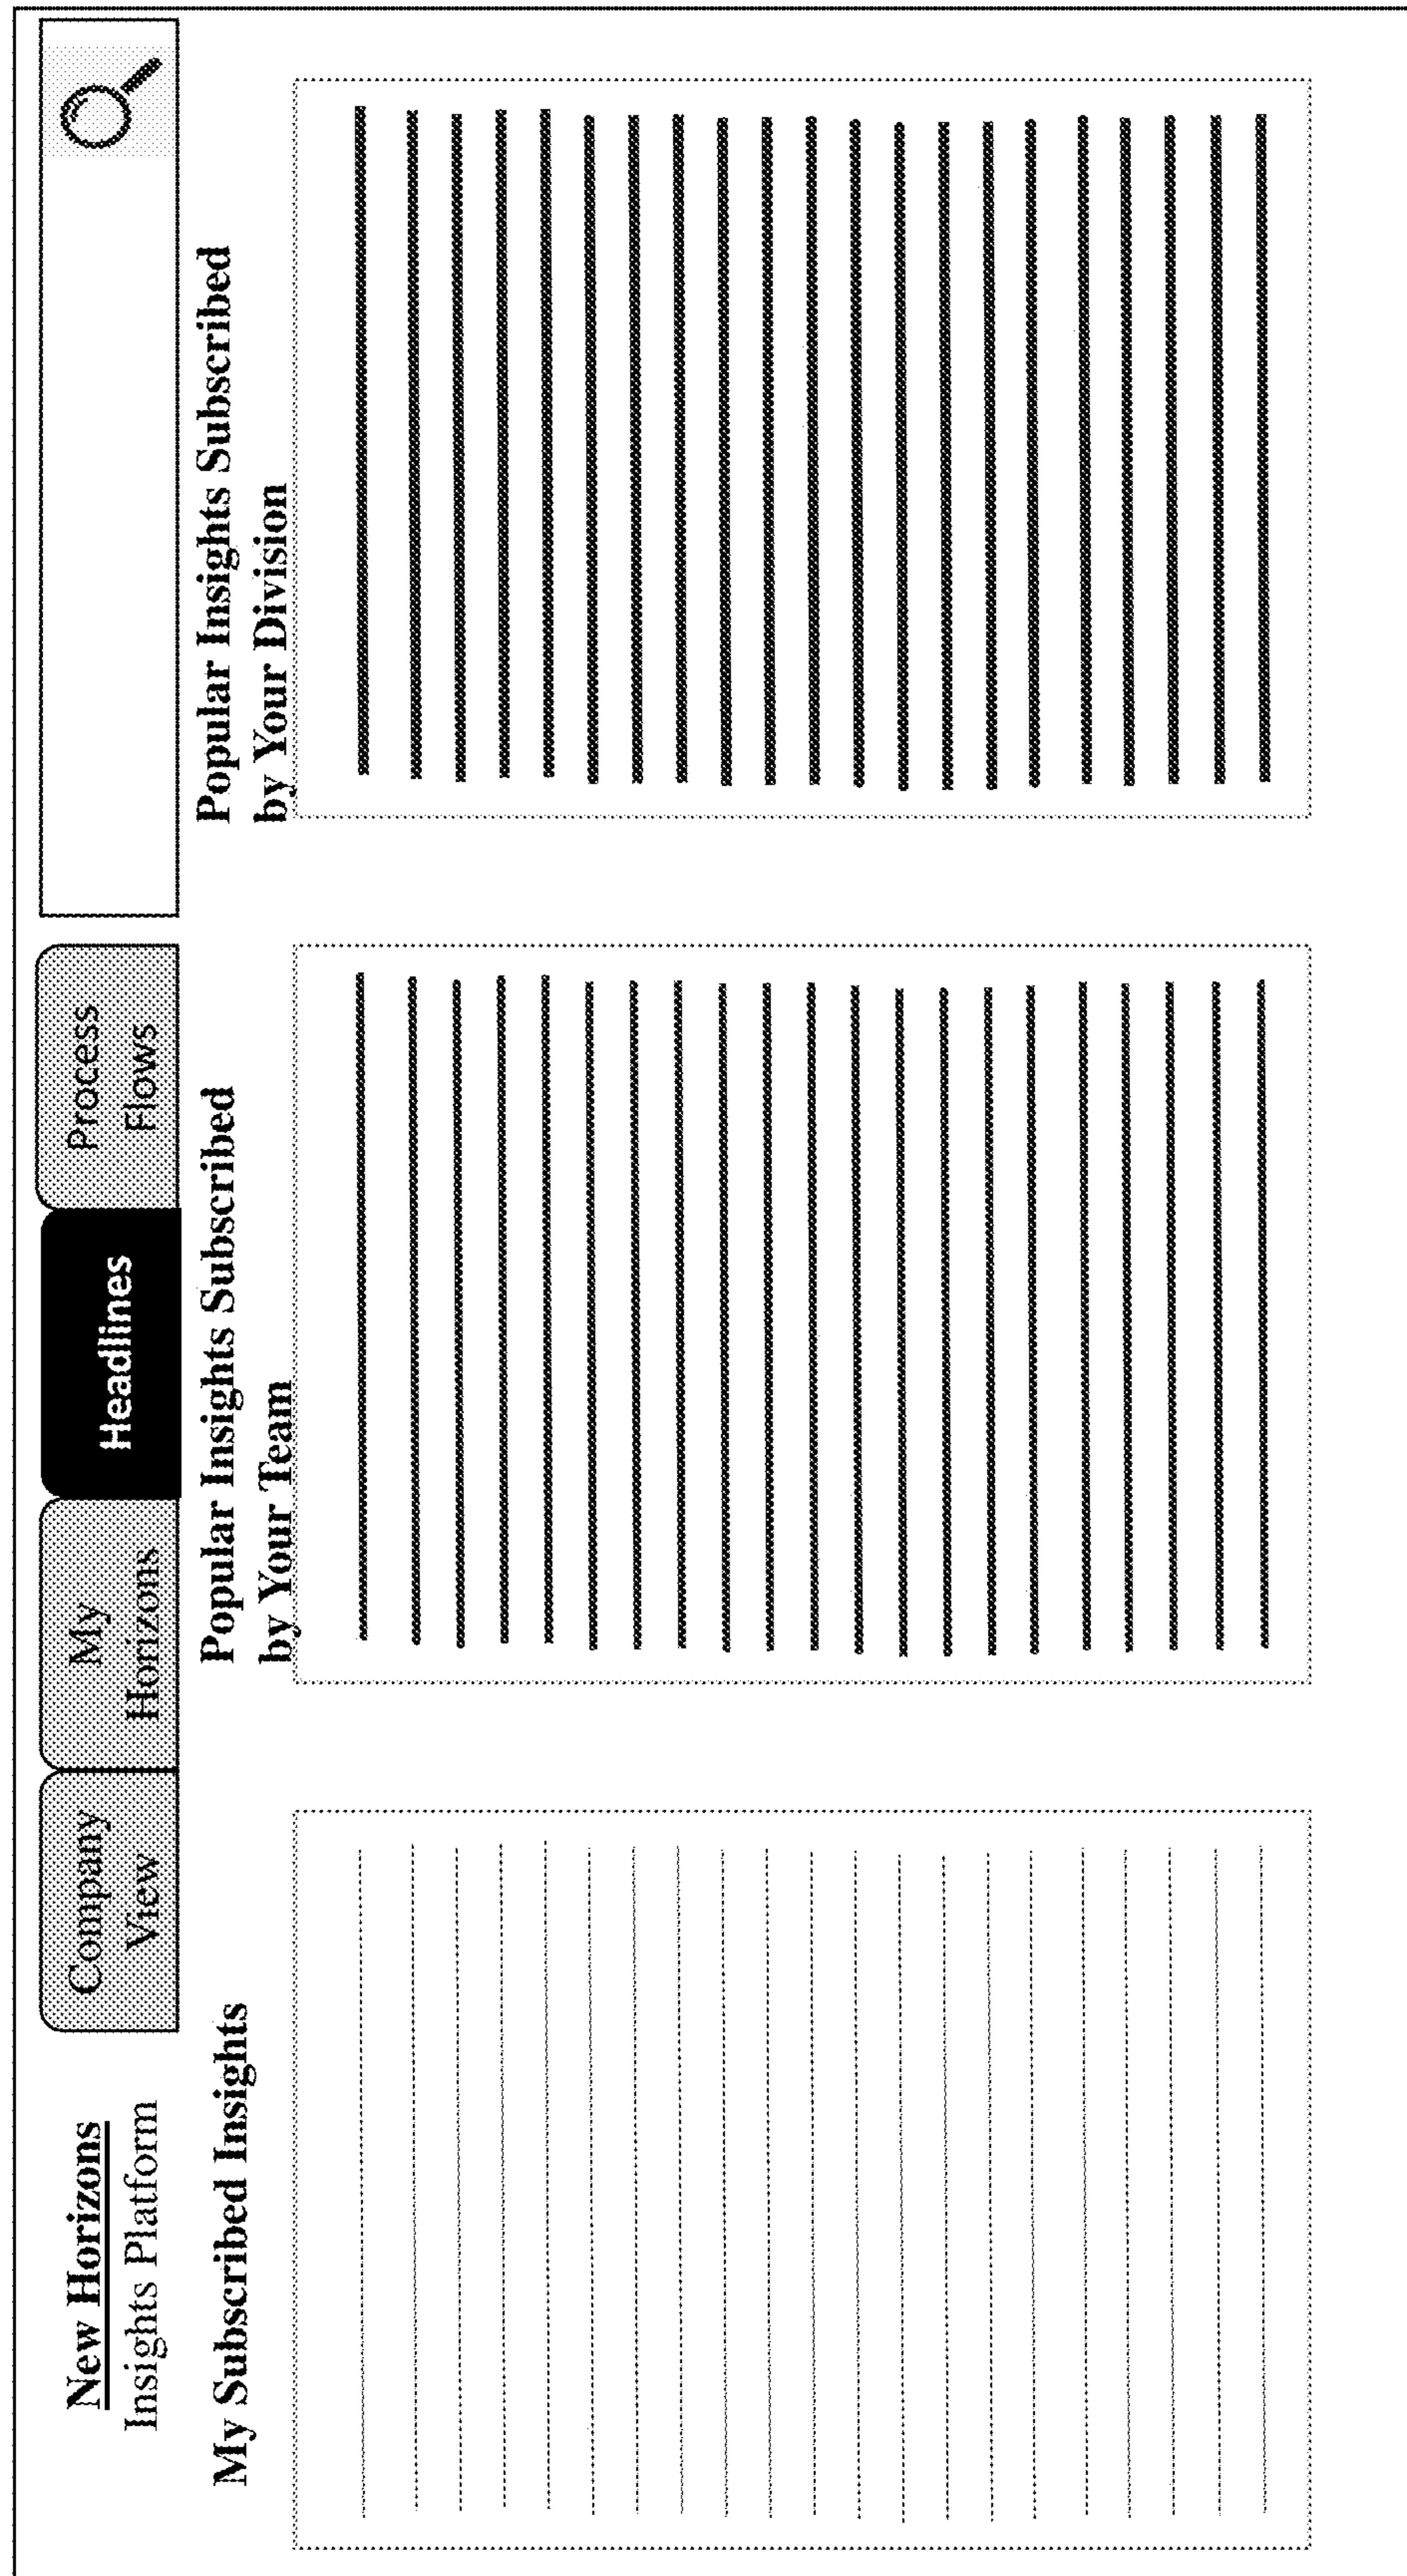 New Horizons
Insights Platform
Company
View
My
Horizons
Headlines
Process
Flows
My Subscribed Insights
Popular Insights Subscribed
by Your Team
Popular Insights Subscribed
by Your Division